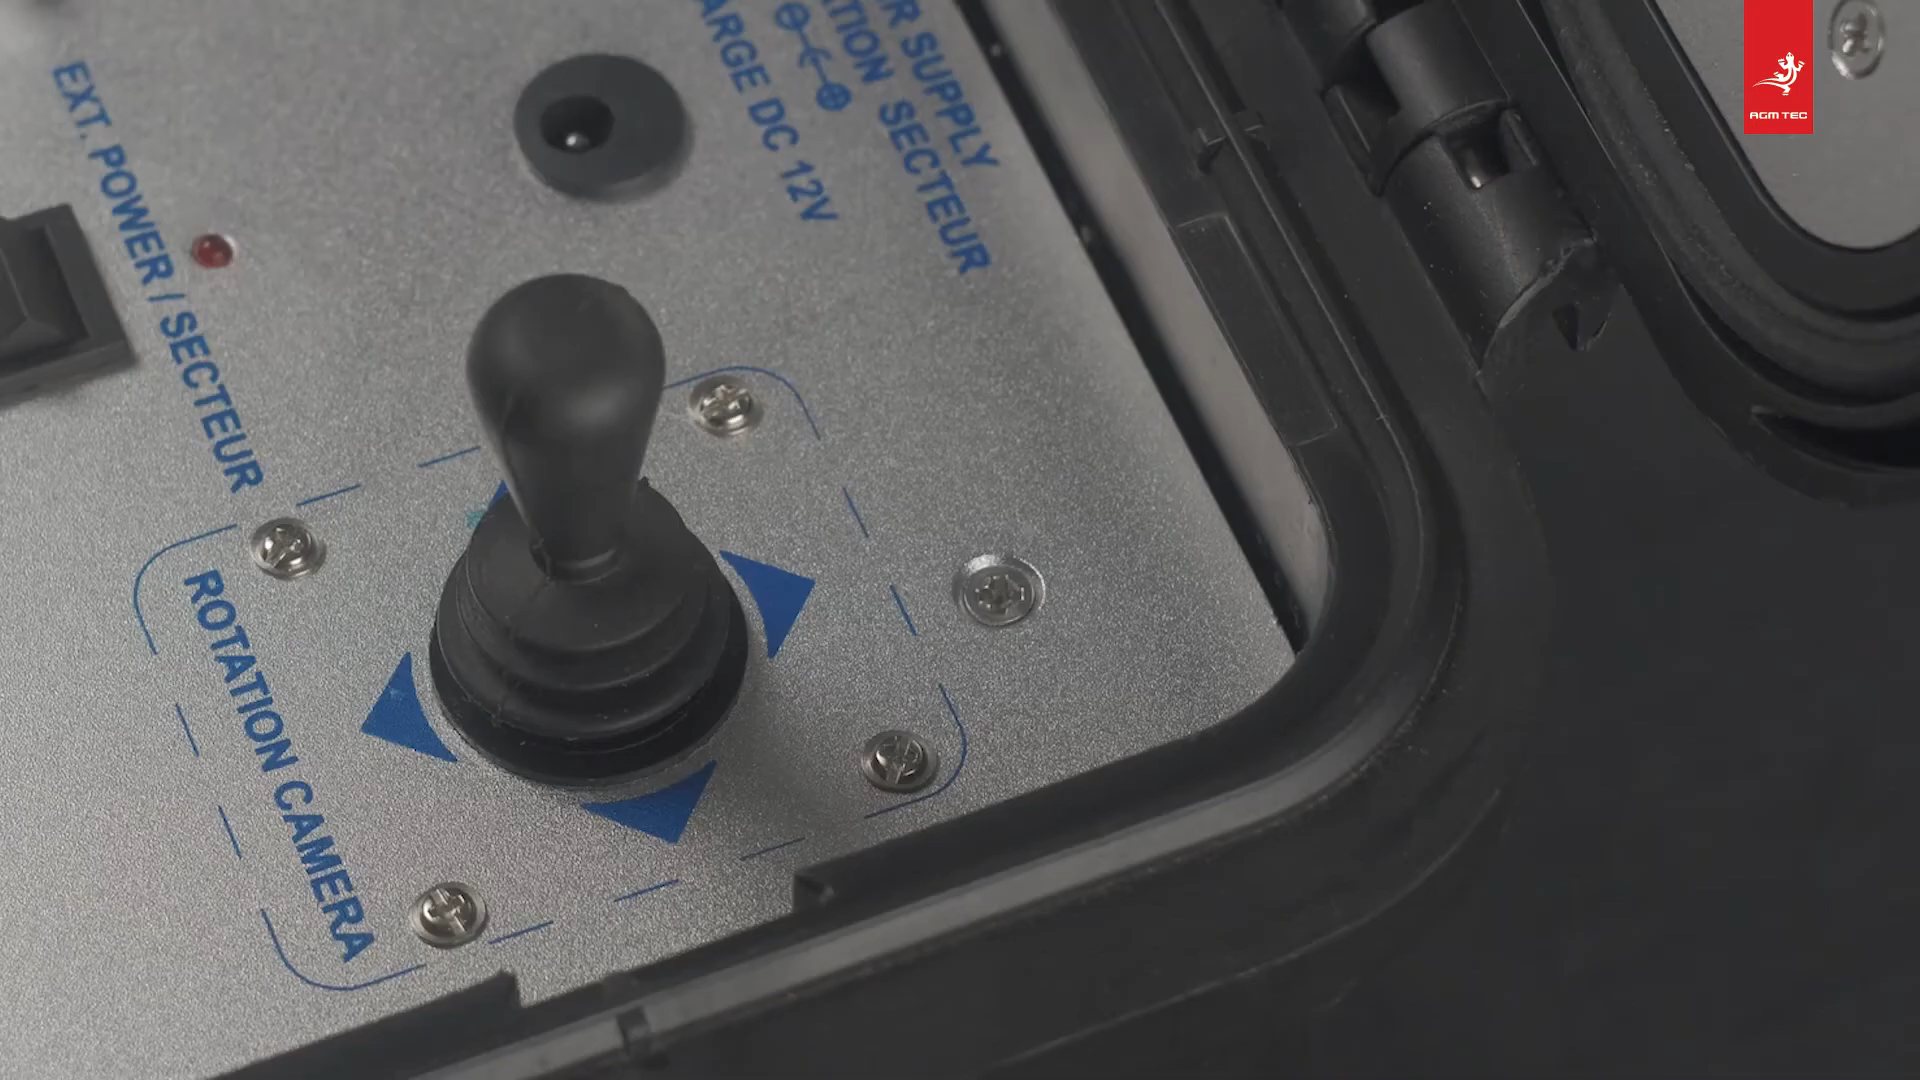 EXT. POWER / SECTEUR
R SUPPLY
ATION SECTEUR
ARGE DC 12V
ROTATION CAMERA
AGM TEC